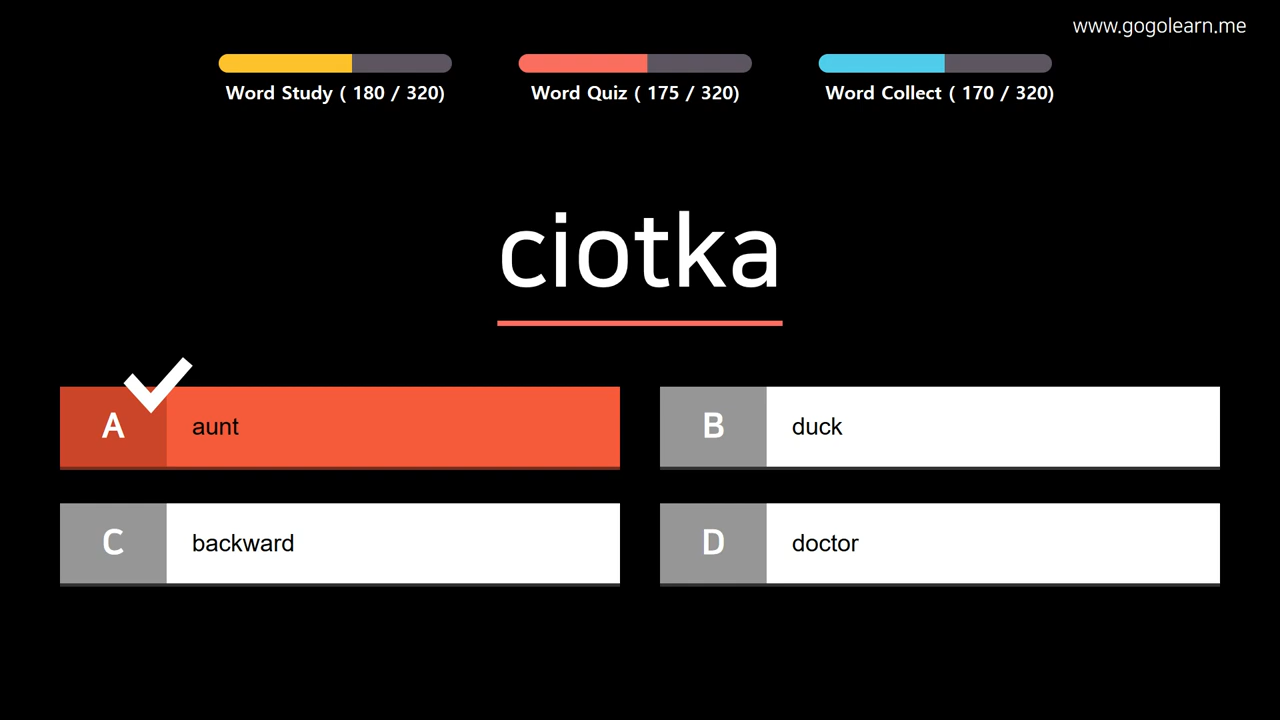 www.gogolearn.me
Word Study ( 180 / 320)
Word Quiz ( 175 / 320)
Word Collect ( 170 / 320)
ciotka
A aunt
B duck
C backward
D doctor